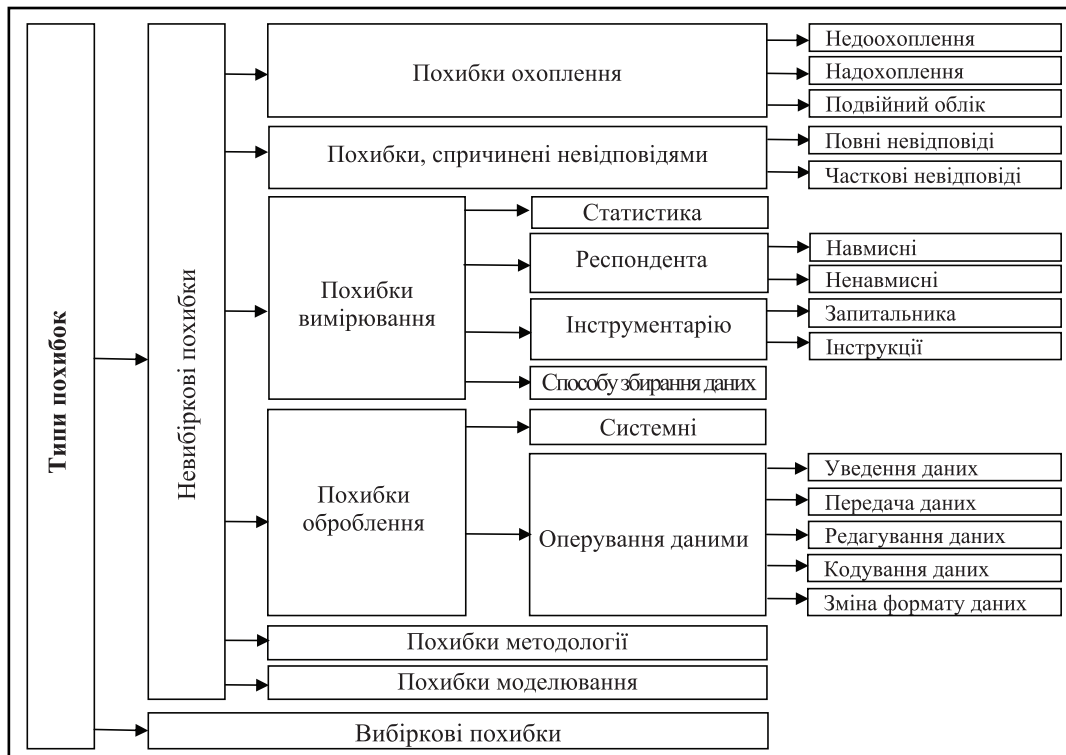 Типи похибок
Невибіркові похибки
Похибки охоплення
Недоохоплення
Надохоплення
Подвійний облік
Похибки, спричинені невідповідями
Повні невідповіді
Часткові невідповіді
Похибки
вимірювання
Статистика
Респондента
Навмисні
Ненавмисні
Інструментарію
Запитальника
Інструкції
Способу збирання даних
Похибки
оброблення
Системні
Оперування даними
Уведення даних
Передача даних
Редагування даних
Кодування даних
Зміна формату даних
Похибки методології
Похибки моделювання
Вибіркові похибки